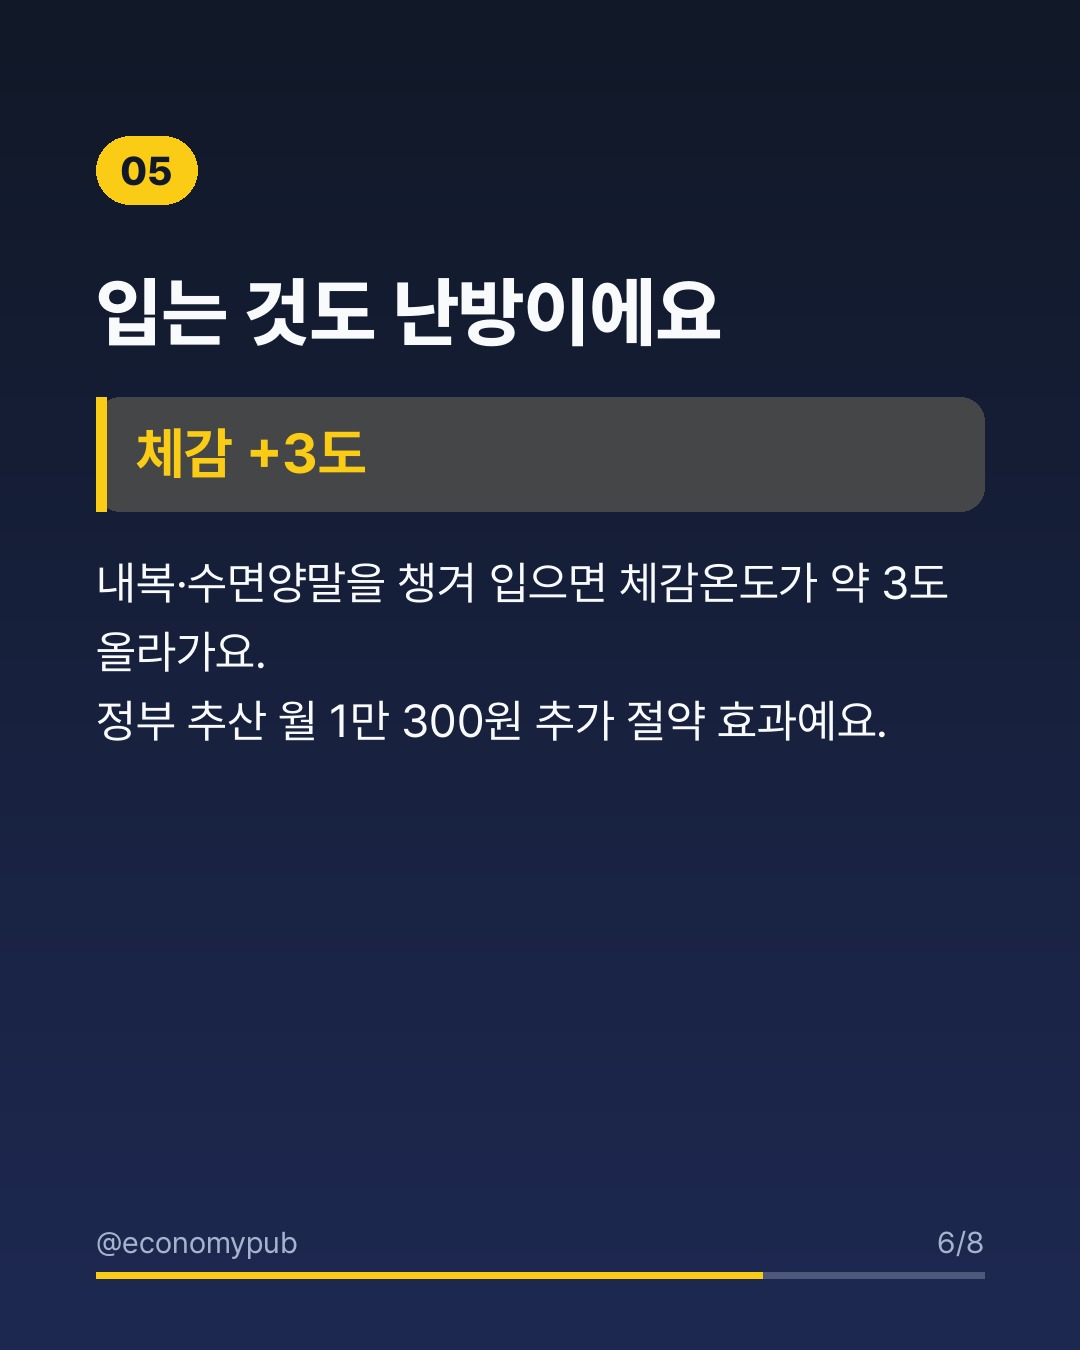 05
입는 것도 난방이에요
체감 +3도
내복·수면양말을 챙겨 입으면 체감온도가 약 3도
올라가요.
정부 추산 월 1만 300원 추가 절약 효과예요.
@economypub
6/8